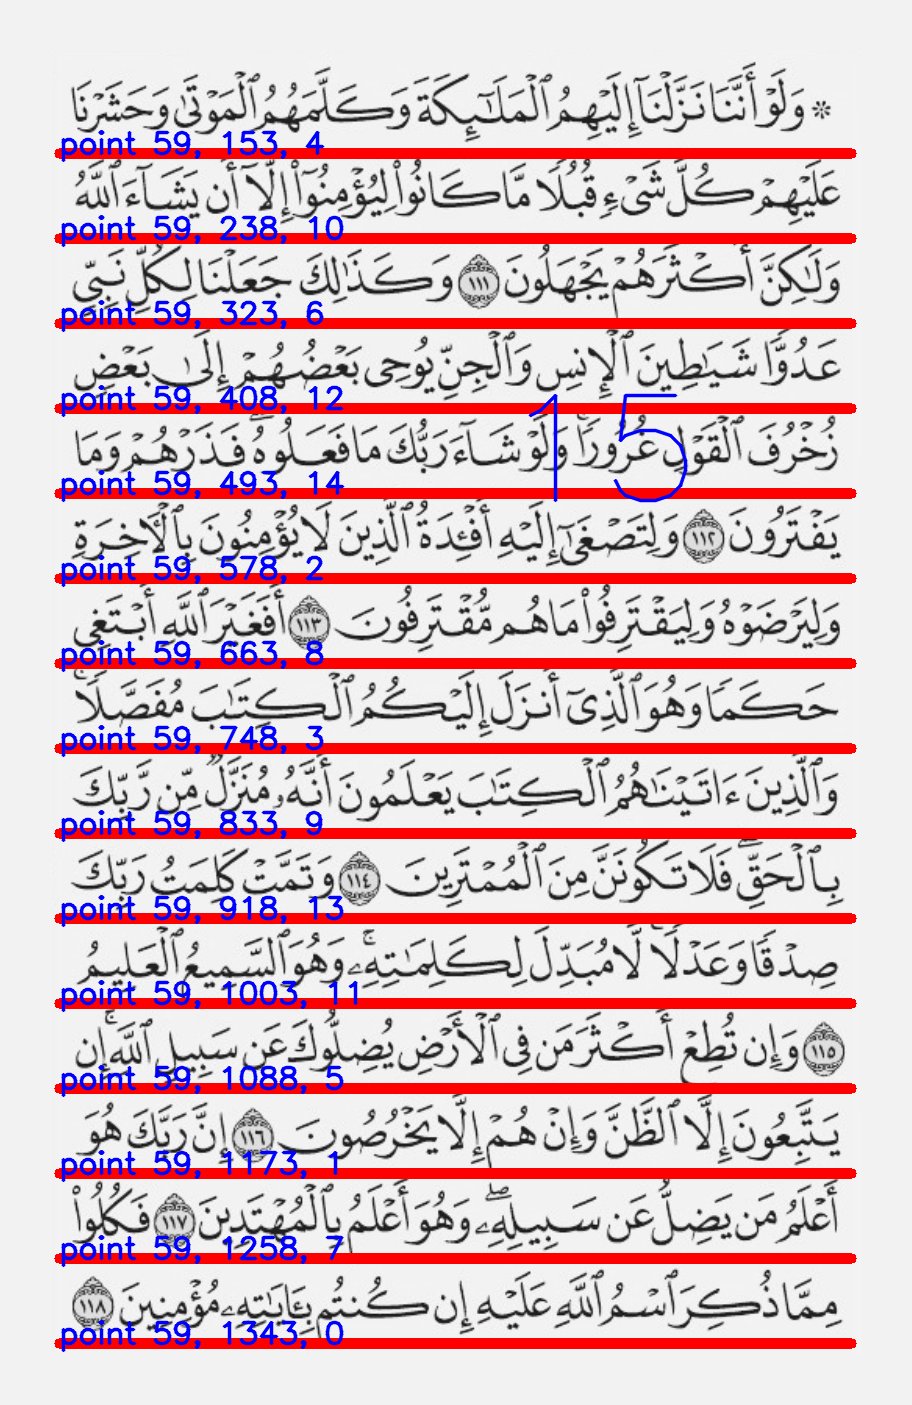 ۞ وَلَوْ أَنَّنَا نَزَّلْنَآ إِلَيْهِمُ ٱلْمَلَٰٓئِكَةَ وَكَلَّمَهُمُ ٱلْمَوْتَىٰ وَحَشَرْنَا
point 59, 153, 4
عَلَيْهِمْ كُلَّ شَىْءٍ قُبُلًا مَّا كَانُوا۟ لِيُؤْمِنُوٓا۟ إِلَّآ أَن يَشَآءَ ٱللَّهُ
point 59, 238, 10
وَلَٰكِنَّ أَكْثَرَهُمْ يَجْهَلُونَ ١١١ وَكَذَٰلِكَ جَعَلْنَا لِكُلِّ نَبِىٍّ
point 59, 323, 6
عَدُوًّا شَيَٰطِينَ ٱلْإِنسِ وَٱلْجِنِّ يُوحِى بَعْضُهُمْ إِلَىٰ بَعْضٍ
point 59, 408, 12
زُخْرُفَ ٱلْقَوْلِ غُرُورًا ۚ وَلَوْ شَآءَ رَبُّكَ مَا فَعَلُوهُ ۖ فَذَرْهُمْ وَمَا
15
point 59, 493, 14
يَفْتَرُونَ ١١٢ وَلِتَصْغَىٰٓ إِلَيْهِ أَفْـِٔدَةُ ٱلَّذِينَ لَا يُؤْمِنُونَ بِٱلْءَاخِرَةِ
point 59, 578, 2
وَلِيَرْضَوْهُ وَلِيَقْتَرِفُوا۟ مَا هُم مُّقْتَرِفُونَ ١١٣ أَفَغَيْرَ ٱللَّهِ أَبْتَغِى
point 59, 663, 8
حَكَمًا وَهُوَ ٱلَّذِىٓ أَنزَلَ إِلَيْكُمُ ٱلْكِتَٰبَ مُفَصَّلًا ۚ
point 59, 748, 3
وَٱلَّذِينَ ءَاتَيْنَٰهُمُ ٱلْكِتَٰبَ يَعْلَمُونَ أَنَّهُۥ مُنَزَّلٌ مِّن رَّبِّكَ
point 59, 833, 9
بِٱلْحَقِّ ۖ فَلَا تَكُونَنَّ مِنَ ٱلْمُمْتَرِينَ ١١٤ وَتَمَّتْ كَلِمَتُ رَبِّكَ
point 59, 918, 13
صِدْقًا وَعَدْلًا ۚ لَّا مُبَدِّلَ لِكَلِمَٰتِهِۦ ۚ وَهُوَ ٱلسَّمِيعُ ٱلْعَلِيمُ
point 59, 1003, 11
١١٥ وَإِن تُطِعْ أَكْثَرَ مَن فِى ٱلْأَرْضِ يُضِلُّوكَ عَن سَبِيلِ ٱللَّهِ ۚ إِن
point 59, 1088, 5
يَتَّبِعُونَ إِلَّا ٱلظَّنَّ وَإِنْ هُمْ إِلَّا يَخْرُصُونَ ١١٦ إِنَّ رَبَّكَ هُوَ
point 59, 1173, 1
أَعْلَمُ مَن يَضِلُّ عَن سَبِيلِهِۦ ۖ وَهُوَ أَعْلَمُ بِٱلْمُهْتَدِينَ ١١٧ فَكُلُوا۟
point 59, 1258, 7
مِمَّا ذُكِرَ ٱسْمُ ٱللَّهِ عَلَيْهِ إِن كُنتُم بِـَٔايَٰتِهِۦ مُؤْمِنِينَ ١١٨
point 59, 1343, 0